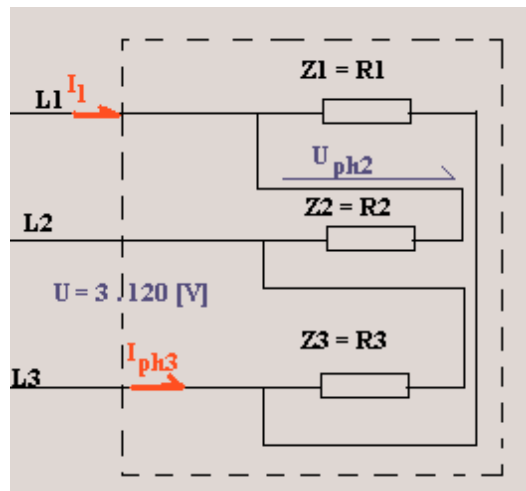 Z1 = R1
L1
I1
Uph2
Z2 = R2
L2
U = 3 . 120 [V]
Z3 = R3
Iph3
L3